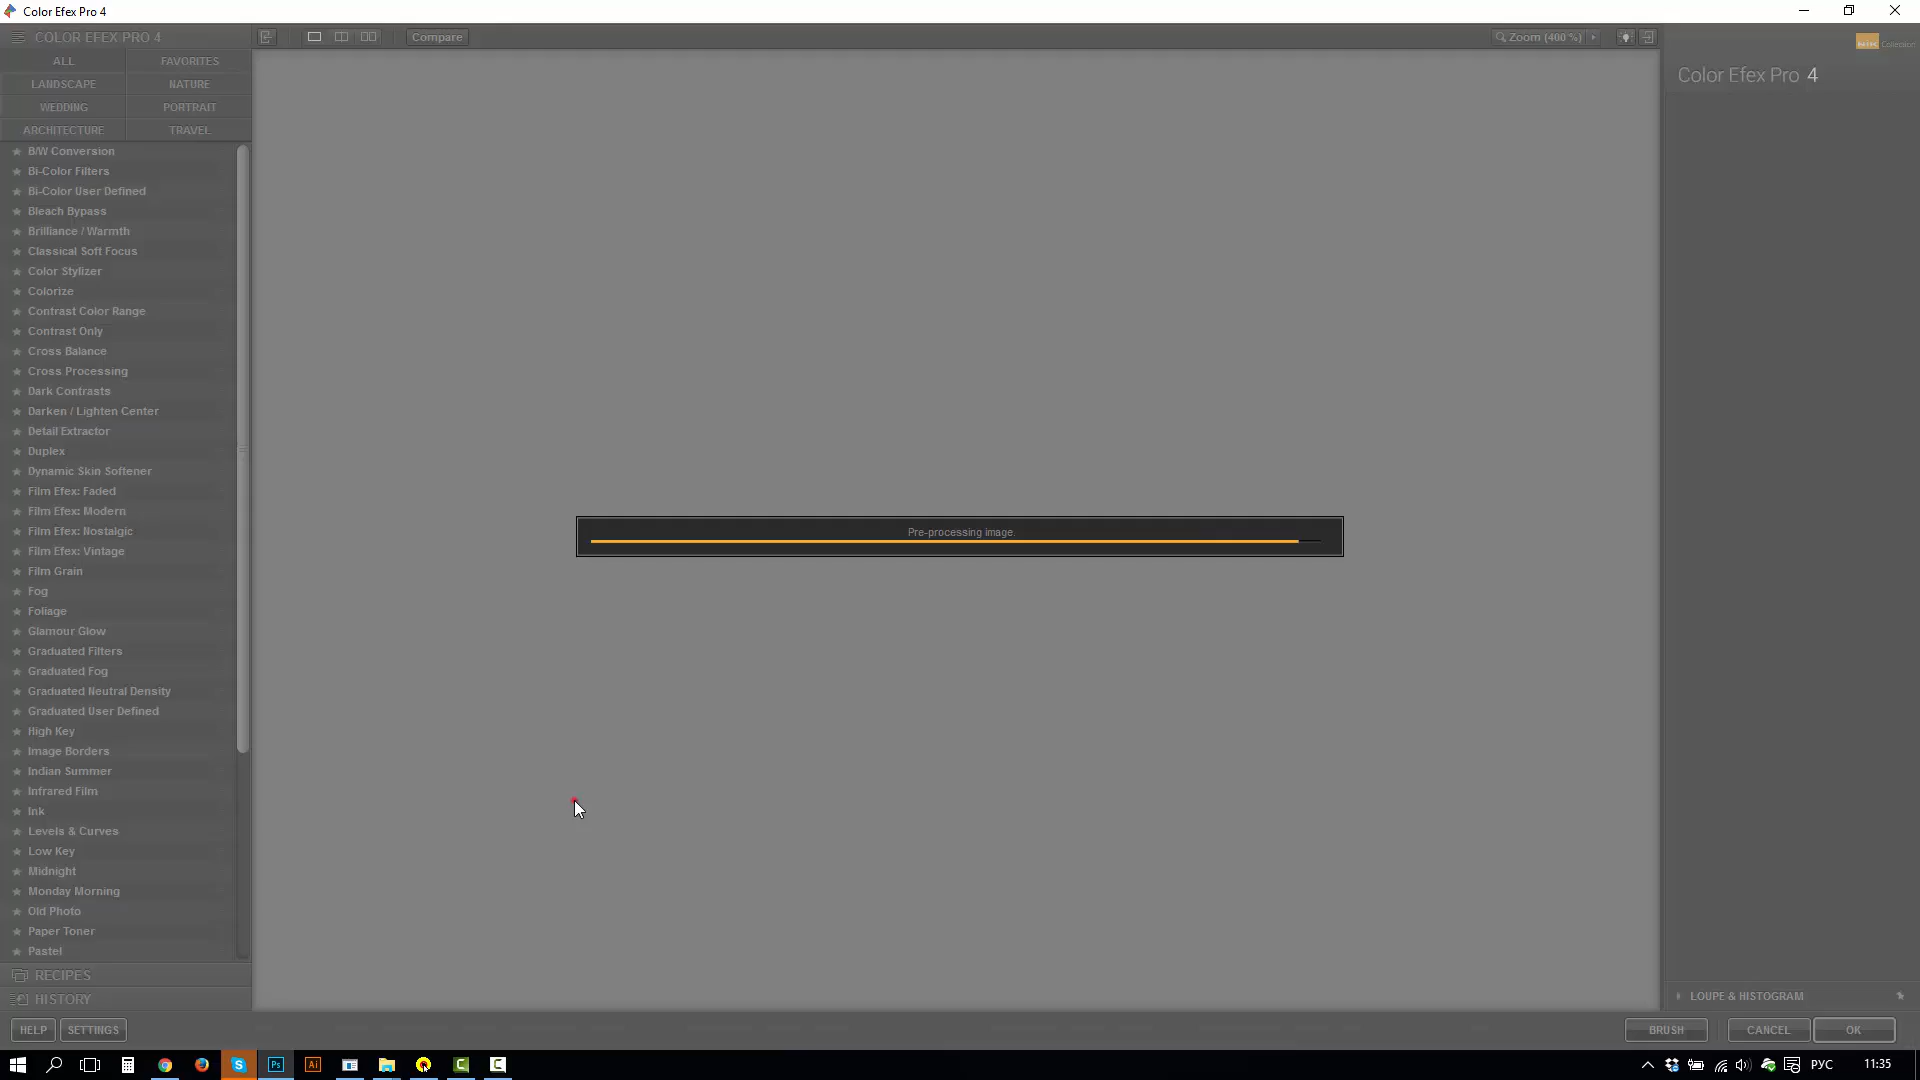 Color Efex Pro 4
COLOR EFEX PRO 4
Compare
Zoom (400 %)
Collection
Color Efex Pro 4
ALL
FAVORITES
LANDSCAPE
NATURE
WEDDING
PORTRAIT
ARCHITECTURE
TRAVEL
B/W Conversion
Bi-Color Filters
Bi-Color User Defined
Bleach Bypass
Brilliance / Warmth
Classical Soft Focus
Color Stylizer
Colorize
Contrast Color Range
Contrast Only
Cross Balance
Cross Processing
Dark Contrasts
Darken / Lighten Center
Detail Extractor
Duplex
Dynamic Skin Softener
Film Efex: Faded
Film Efex: Modern
Film Efex: Nostalgic
Film Efex: Vintage
Film Grain
Fog
Foliage
Glamour Glow
Graduated Filters
Graduated Fog
Graduated Neutral Density
Graduated User Defined
High Key
Image Borders
Indian Summer
Infrared Film
Ink
Levels & Curves
Low Key
Midnight
Monday Morning
Old Photo
Paper Toner
Pastel
Pre-processing image.
RECIPES
HISTORY
LOUPE & HISTOGRAM
HELP
SETTINGS
BRUSH
CANCEL
OK
S
Ps
Ai
C
C
РУС
11:35